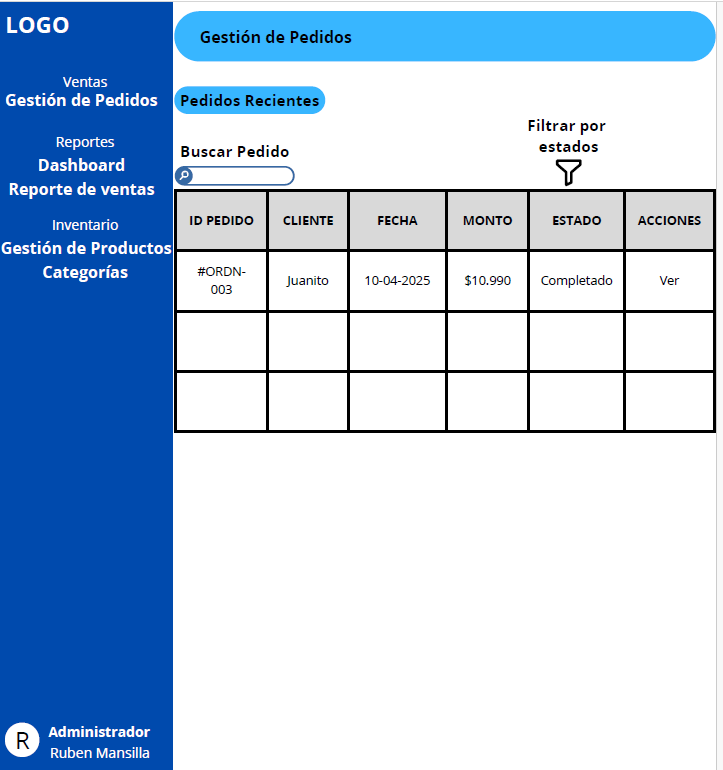 LOGO
Ventas
Gestión de Pedidos
Reportes
Dashboard
Reporte de ventas
Inventario
Gestión de Productos
Categorías
R
Administrador
Ruben Mansilla
Gestión de Pedidos
Pedidos Recientes
Buscar Pedido
Filtrar por
estados
ID PEDIDO CLIENTE FECHA MONTO ESTADO ACCIONES
#ORDN-
003
Juanito 10-04-2025 $10.990 Completado Ver